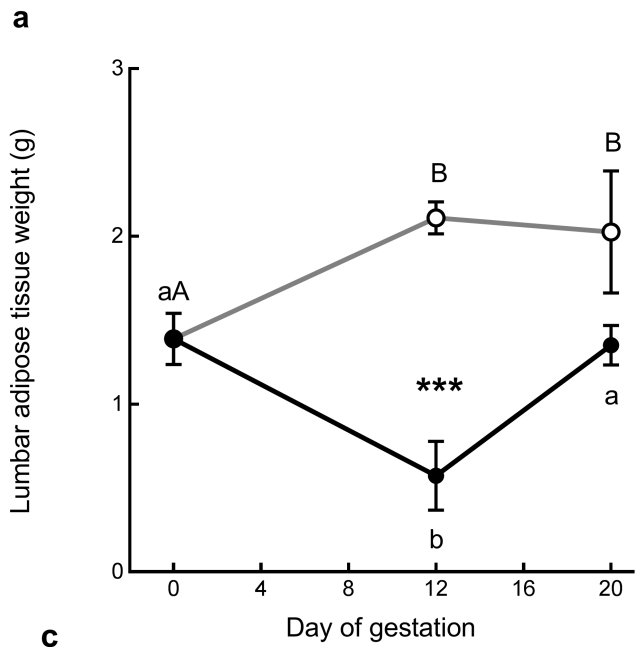 a
Lumbar adipose tissue weight (g)
3
2
1
0
aA
B
B
***
b
a
0 4 8 12 16 20
Day of gestation
c